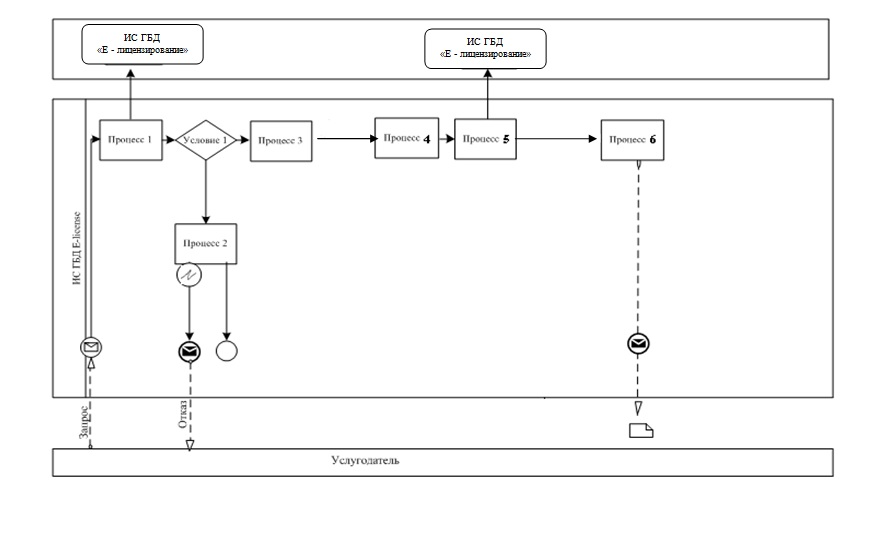 ИС ГБД
«Е - лицензирование»
ИС ГБД
«Е - лицензирование»
ИС ГБД E-license
Процесс 1
Условие 1
Процесс 3
Процесс 4
Процесс 5
Процесс 6
Процесс 2
Запрос
Отказ
Услугодатель